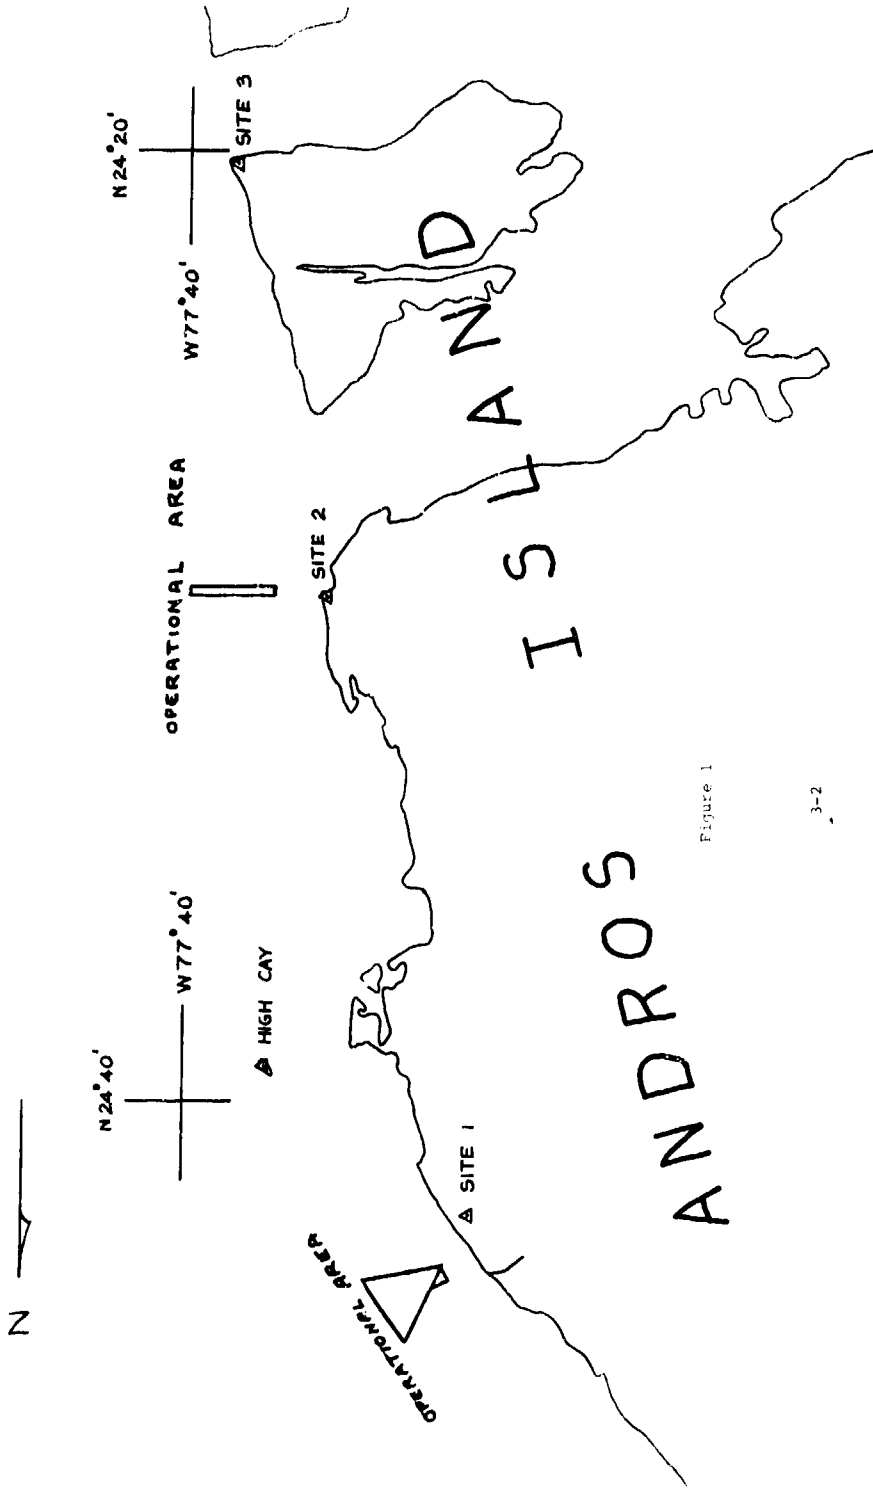 N
N24°40'
W77°40'
HIGH CAY
OPERATIONAL AREA
SITE 1
OPERATIONAL AREA
SITE 2
N24°20'
W77°40'
SITE 3
ANDROS ISLAND
Figure 1
3-2